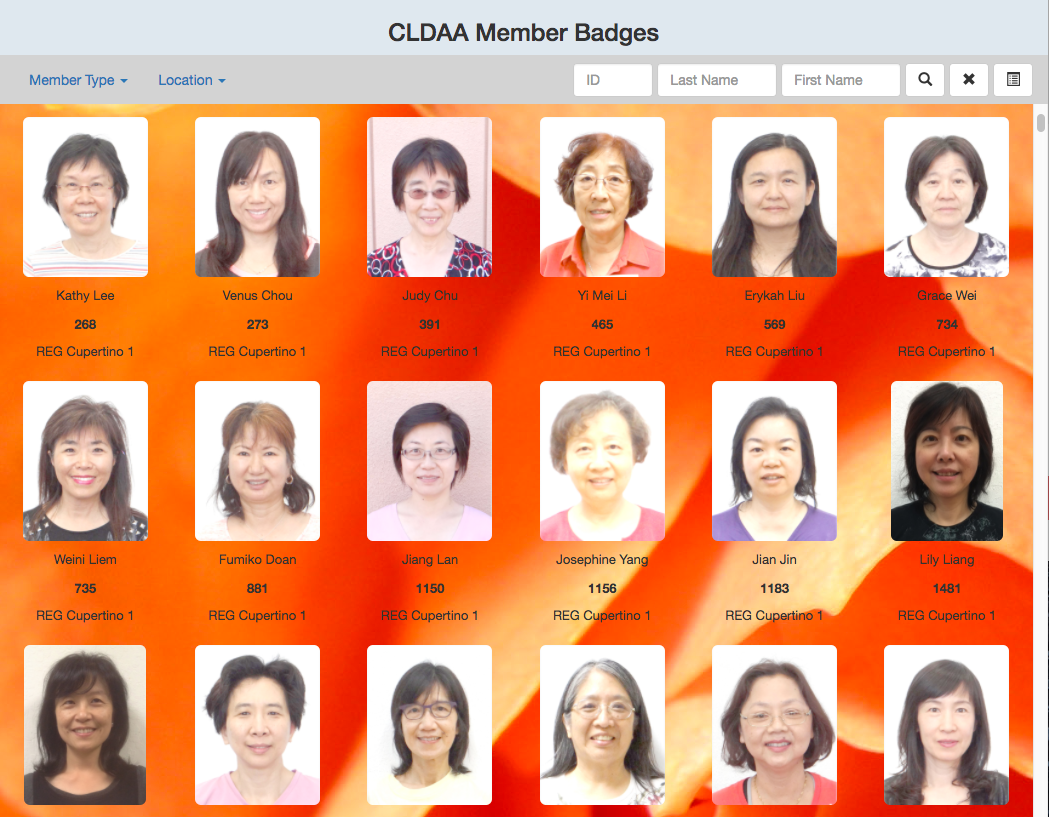 CLDAA Member Badges
Member Type Location ID Last Name First Name
Kathy Lee Venus Chou Judy Chu Yi Mei Li Erykah Liu Grace Wei
268 273 391 465 569 734
REG Cupertino 1 REG Cupertino 1 REG Cupertino 1 REG Cupertino 1 REG Cupertino 1 REG Cupertino 1
Weini Liem Fumiko Doan Jiang Lan Josephine Yang Jian Jin Lily Liang
735 881 1150 1156 1183 1481
REG Cupertino 1 REG Cupertino 1 REG Cupertino 1 REG Cupertino 1 REG Cupertino 1 REG Cupertino 1